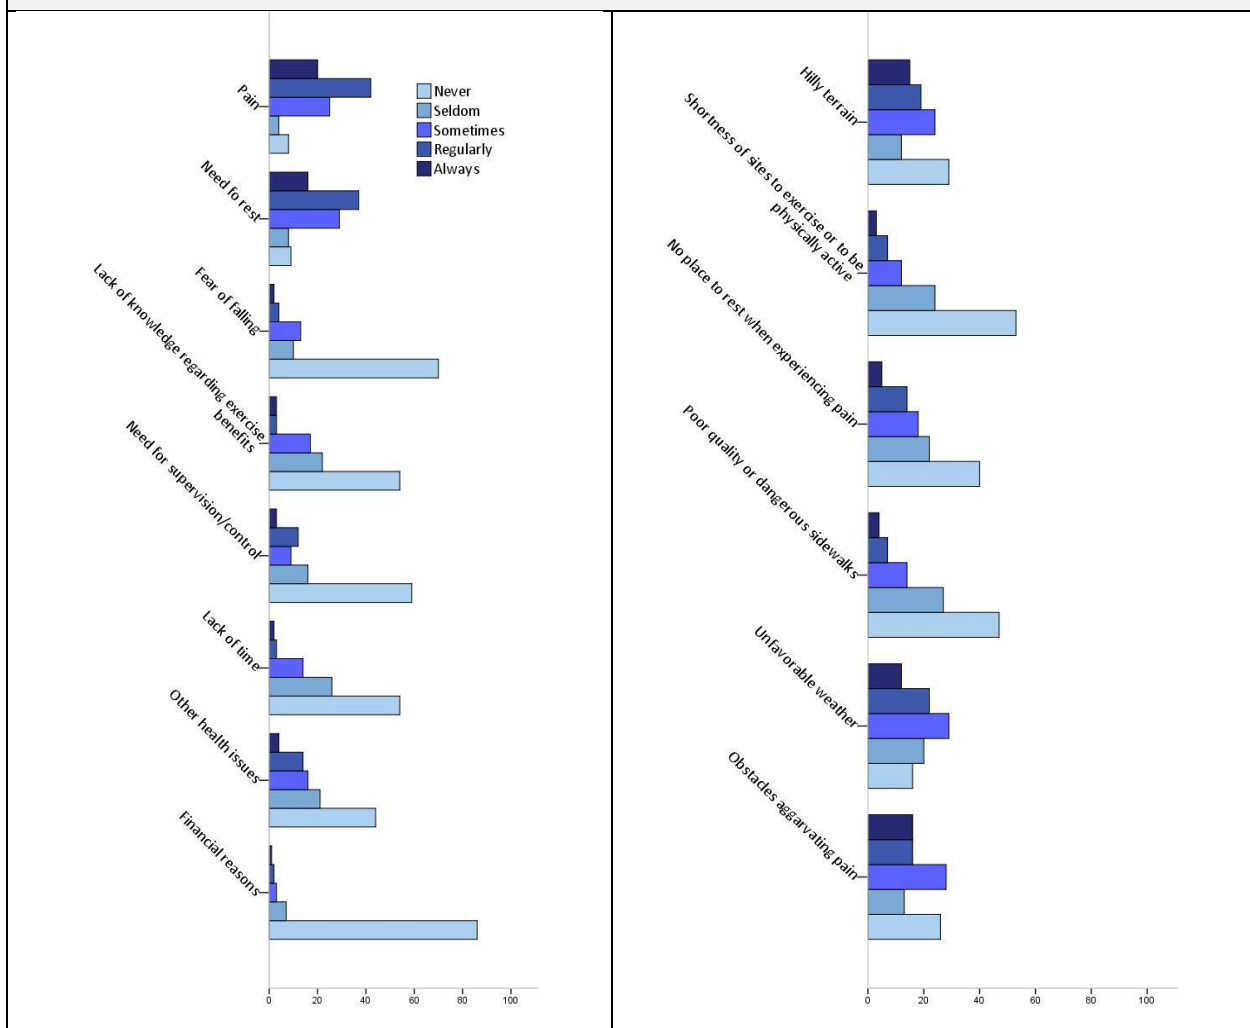 Pain
Need fo rest
Fear of falling
Lack of knowledge regarding exercise
benefits
Need for supervision/control
Lack of time
Other health issues
Financial reasons
Never
Seldom
Sometimes
Regularly
Always
0 20 40 60 80 100
Hilly terrain
Shortness of sites to exercise or to be
physically active
No place to rest when experiencing pain
Poor quality or dangerous sidewalks
Unfavorable weather
Obstacles aggarvating pain
0 20 40 60 80 100